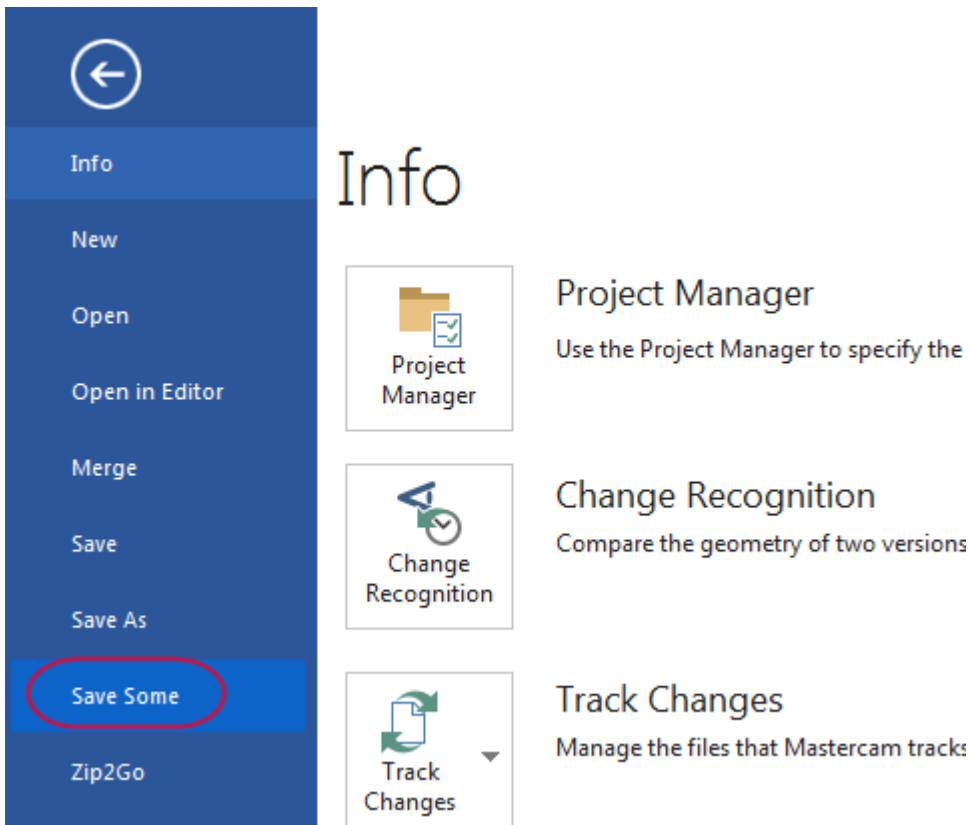 Info
New
Open
Open in Editor
Merge
Save
Save As
Save Some
Zip2Go
Info
Project
Manager
Project Manager
Use the Project Manager to specify the
Change
Recognition
Change Recognition
Compare the geometry of two versions
Track
Changes
Track Changes
Manage the files that Mastercam tracks